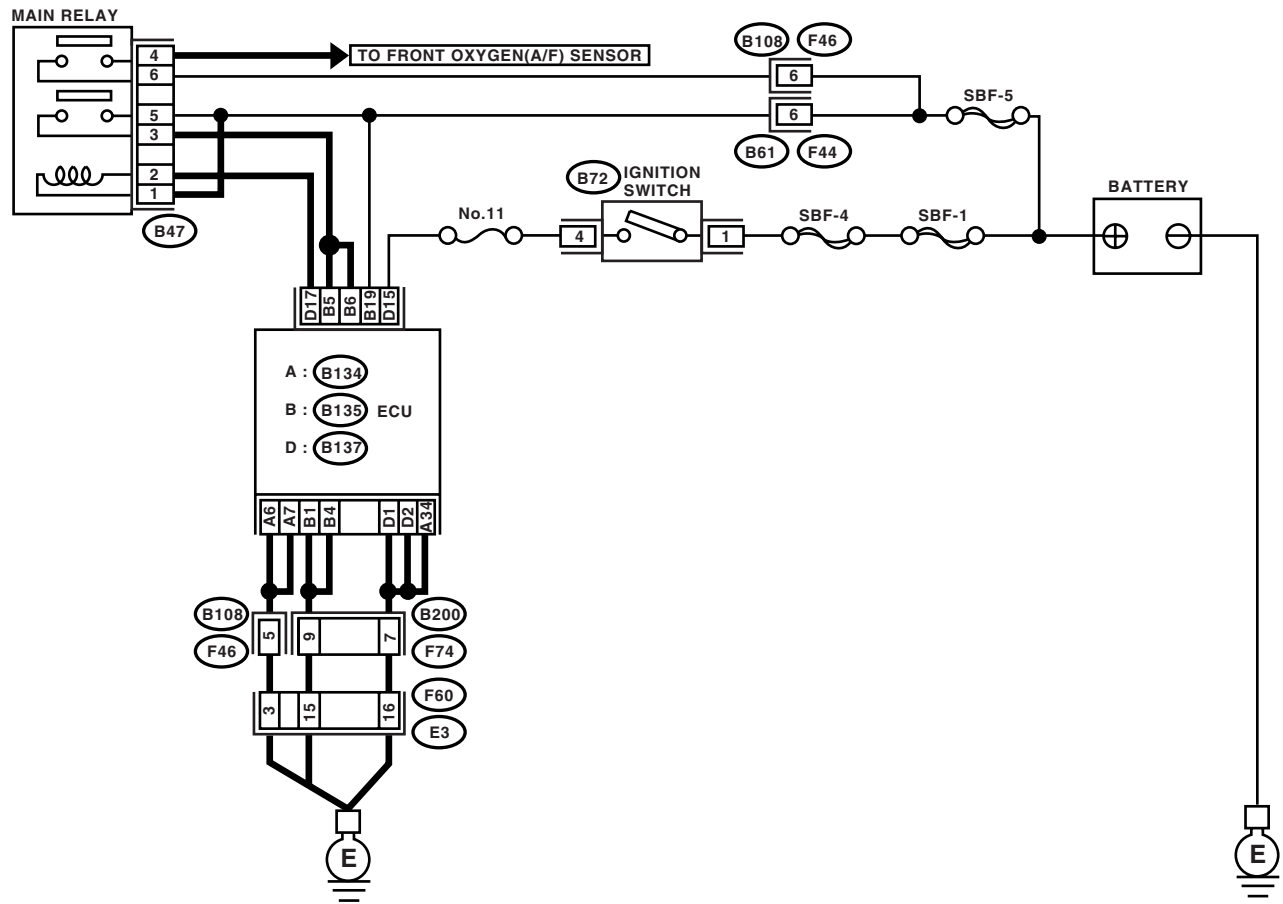 MAIN RELAY
4
TO FRONT OXYGEN(A/F) SENSOR
6
5
3
2
1
B47
B108 F46
6
6
B61 F44
SBF-5
B72 IGNITION
SWITCH
No.11
4
1
SBF-4
SBF-1
BATTERY
D17 B5 B6 B19 D15
A : B134
B : B135 ECU
D : B137
A6 A7 B1 B4 D1 D2 A34
B108
F46
5 9 7
B200
F74
3 15 16
F60
E3
E
E